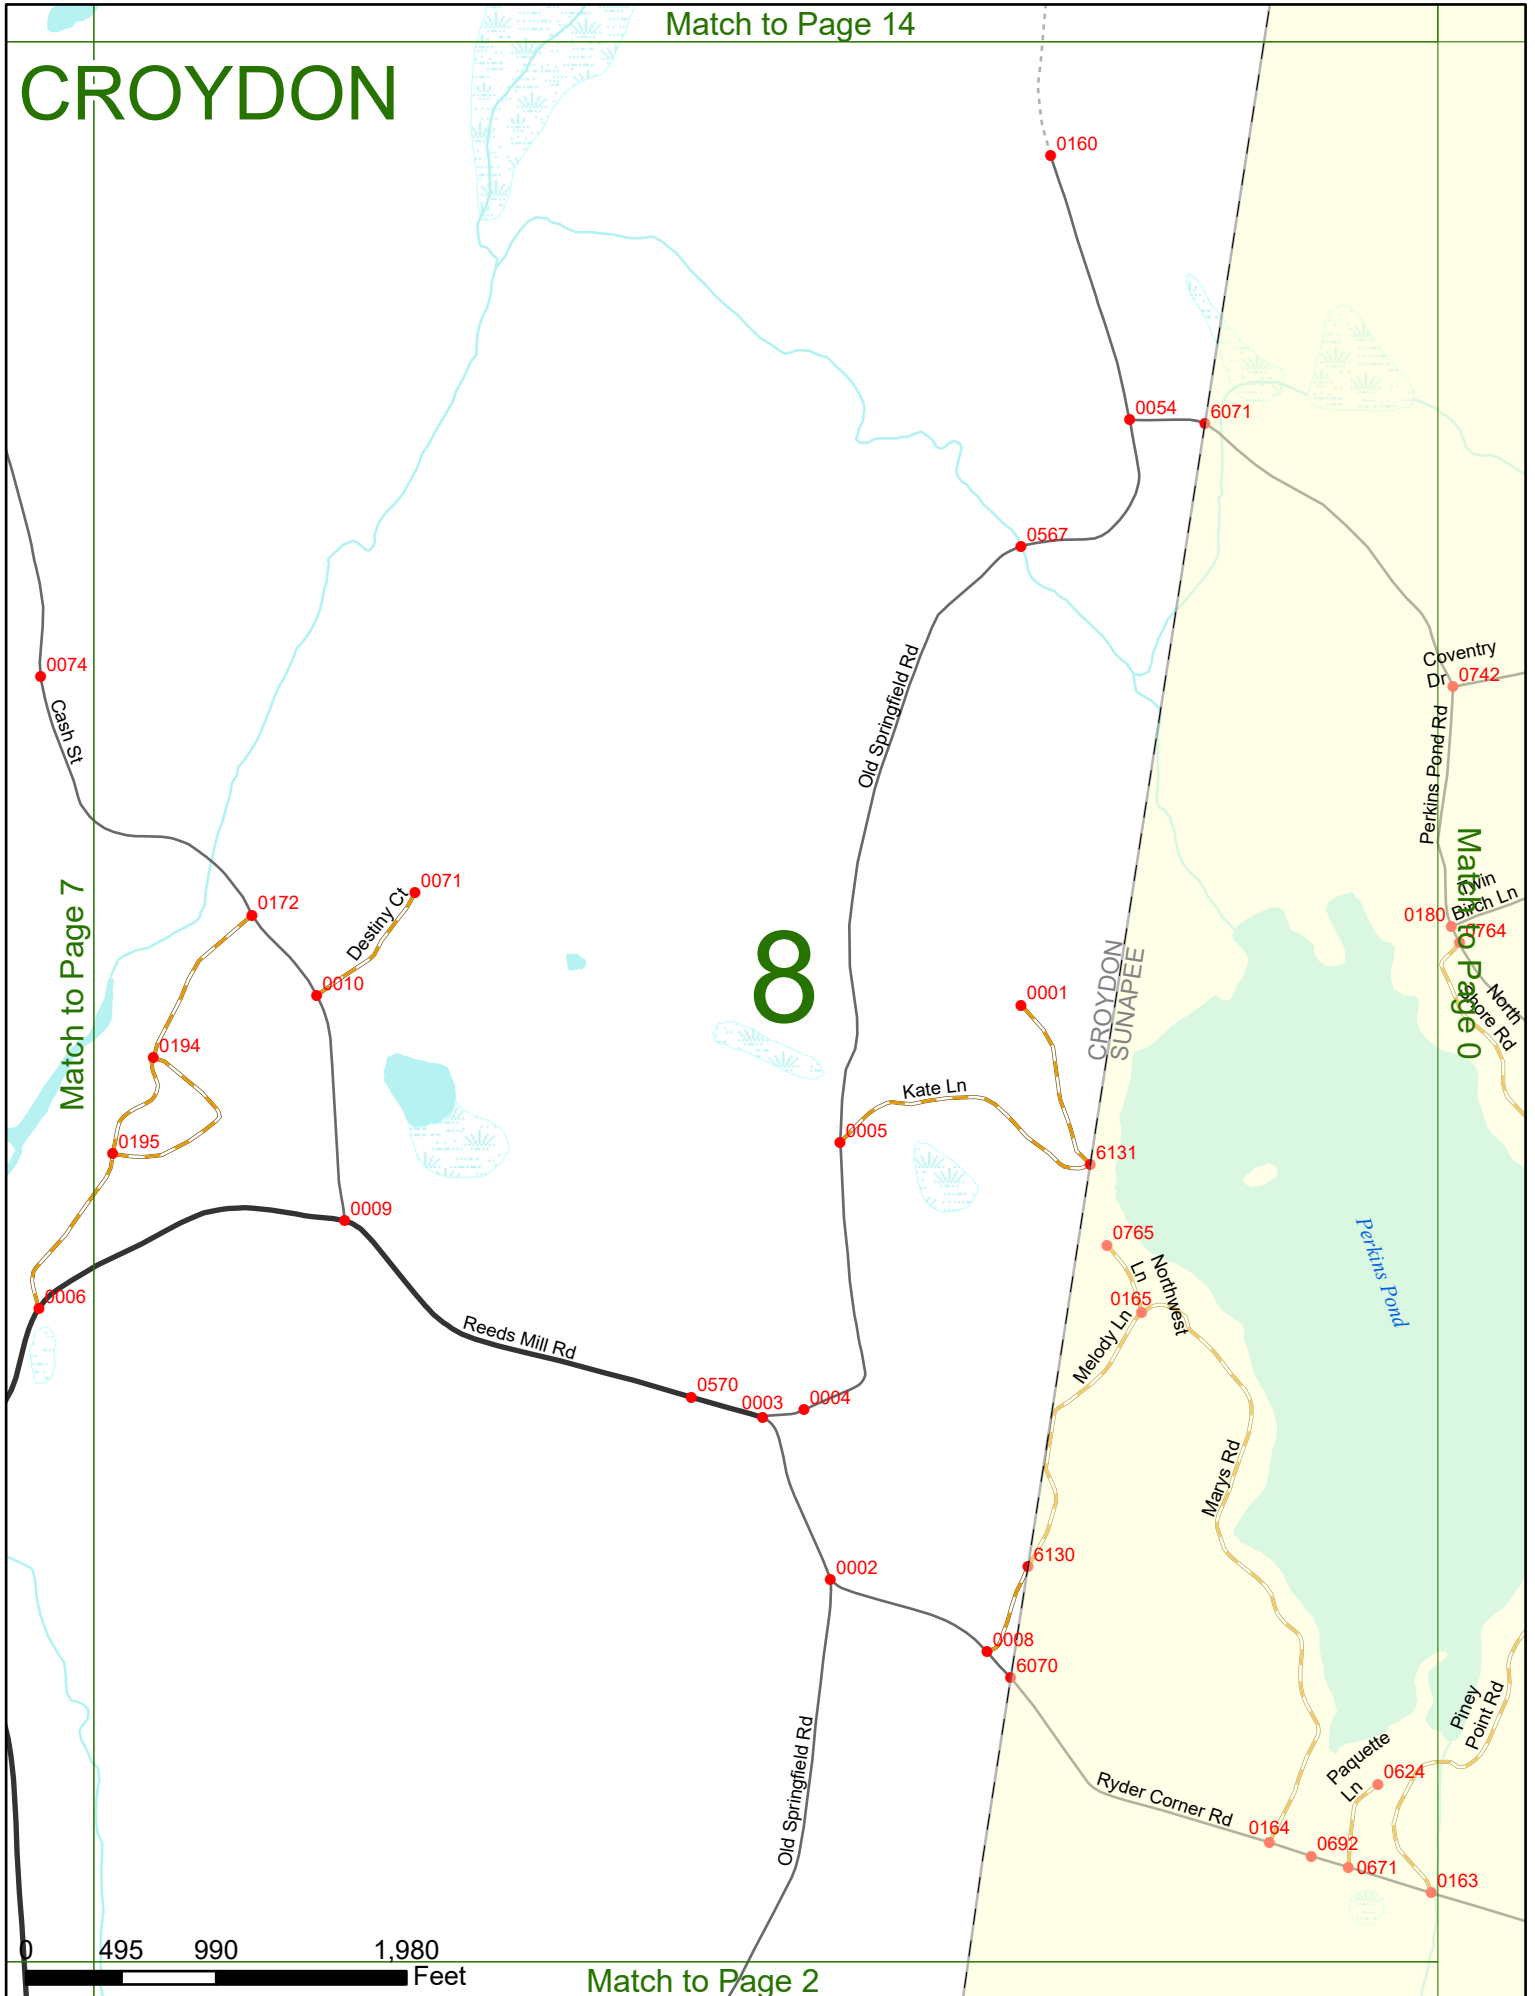 Match to Page 14
CROYDON
0160
0054
6071
0567
0074
Cash St
Old Springfield Rd
Coventry
Dr
0742
Perkins Pond Rd
Match to Page 7
0172
Destiny Ct
0071
0010
8
CROYDON
SUNAPEE
0001
Match to Page 0
Twin
Birch Ln
0180
0764
North
Shore Rd
0194
0195
Kate Ln
0005
6131
0009
0765
Northwest
Ln
0165
Melody Ln
Perkins Pond
0006
Reeds Mill Rd
0570
0003
0004
Marys Rd
0002
6130
0008
6070
Old Springfield Rd
Ryder Corner Rd
Piney
Point Rd
Paquette
Ln
0624
0164
0692
0671
0163
0 495 990 1,980
Feet
Match to Page 2